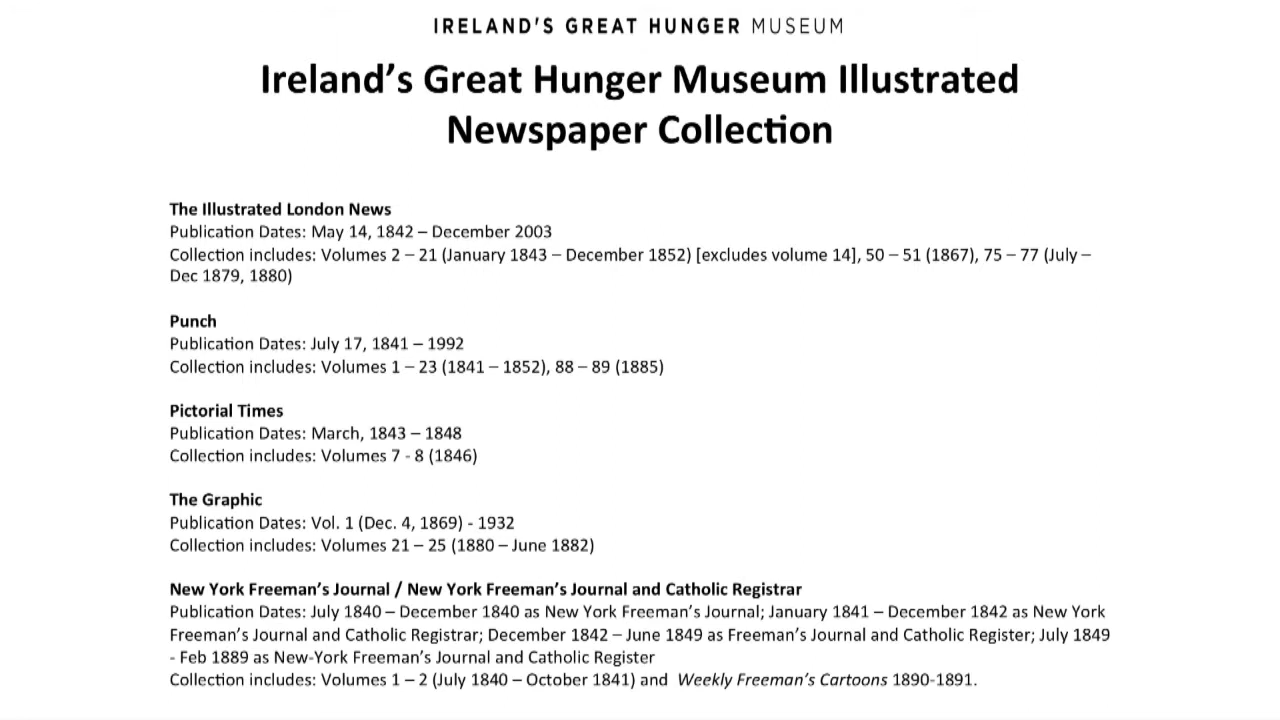 IRELAND'S GREAT HUNGER MUSEUM
Ireland's Great Hunger Museum Illustrated
Newspaper Collection
The Illustrated London News
Publication Dates: May 14, 1842 – December 2003
Collection includes: Volumes 2 – 21 (January 1843 – December 1852) [excludes volume 14], 50 – 51 (1867), 75 – 77 (July –
Dec 1879, 1880)
Punch
Publication Dates: July 17, 1841 – 1992
Collection includes: Volumes 1 – 23 (1841 – 1852), 88 – 89 (1885)
Pictorial Times
Publication Dates: March, 1843 – 1848
Collection includes: Volumes 7 - 8 (1846)
The Graphic
Publication Dates: Vol. 1 (Dec. 4, 1869) - 1932
Collection includes: Volumes 21 – 25 (1880 – June 1882)
New York Freeman's Journal / New York Freeman's Journal and Catholic Registrar
Publication Dates: July 1840 – December 1840 as New York Freeman's Journal; January 1841 – December 1842 as New York
Freeman's Journal and Catholic Registrar; December 1842 – June 1849 as Freeman's Journal and Catholic Register; July 1849
- Feb 1889 as New-York Freeman's Journal and Catholic Register
Collection includes: Volumes 1 – 2 (July 1840 – October 1841) and Weekly Freeman's Cartoons 1890-1891.